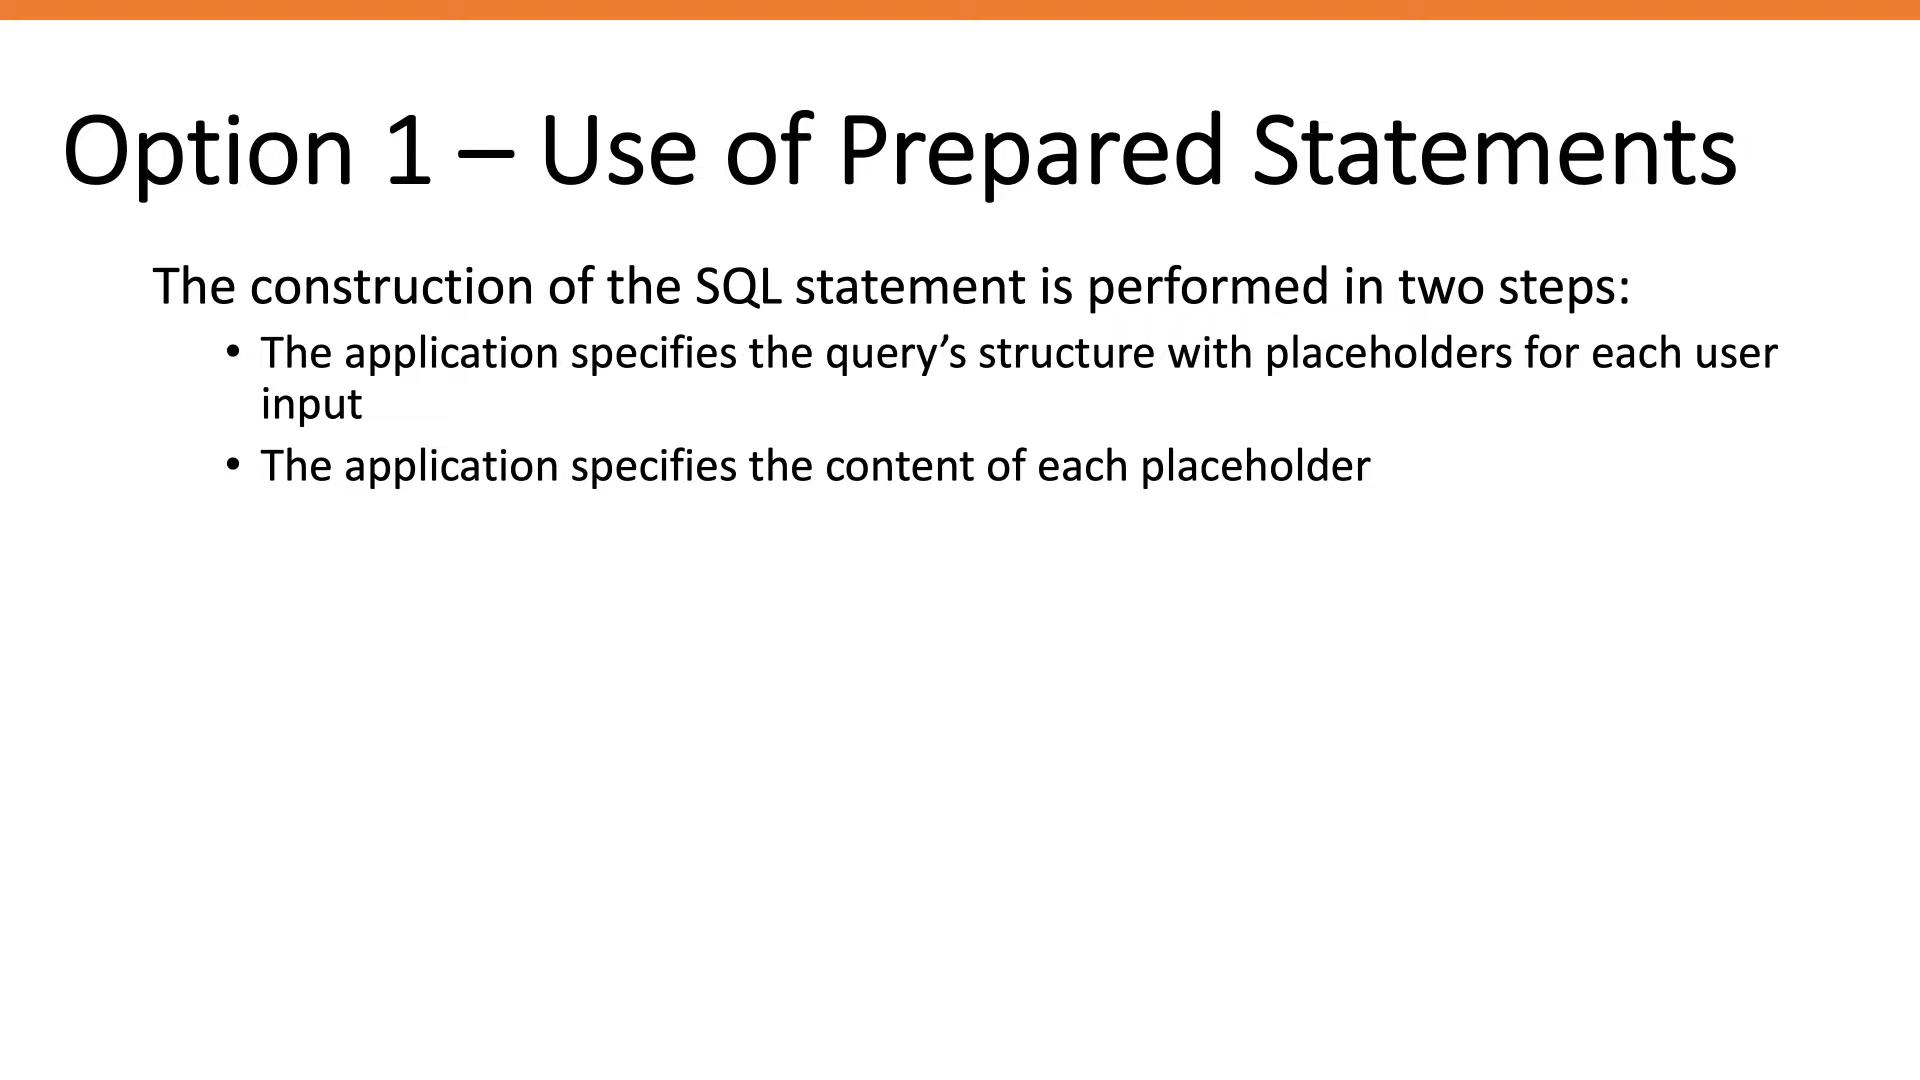 Option 1 – Use of Prepared Statements
The construction of the SQL statement is performed in two steps:
• The application specifies the query’s structure with placeholders for each user
input
• The application specifies the content of each placeholder